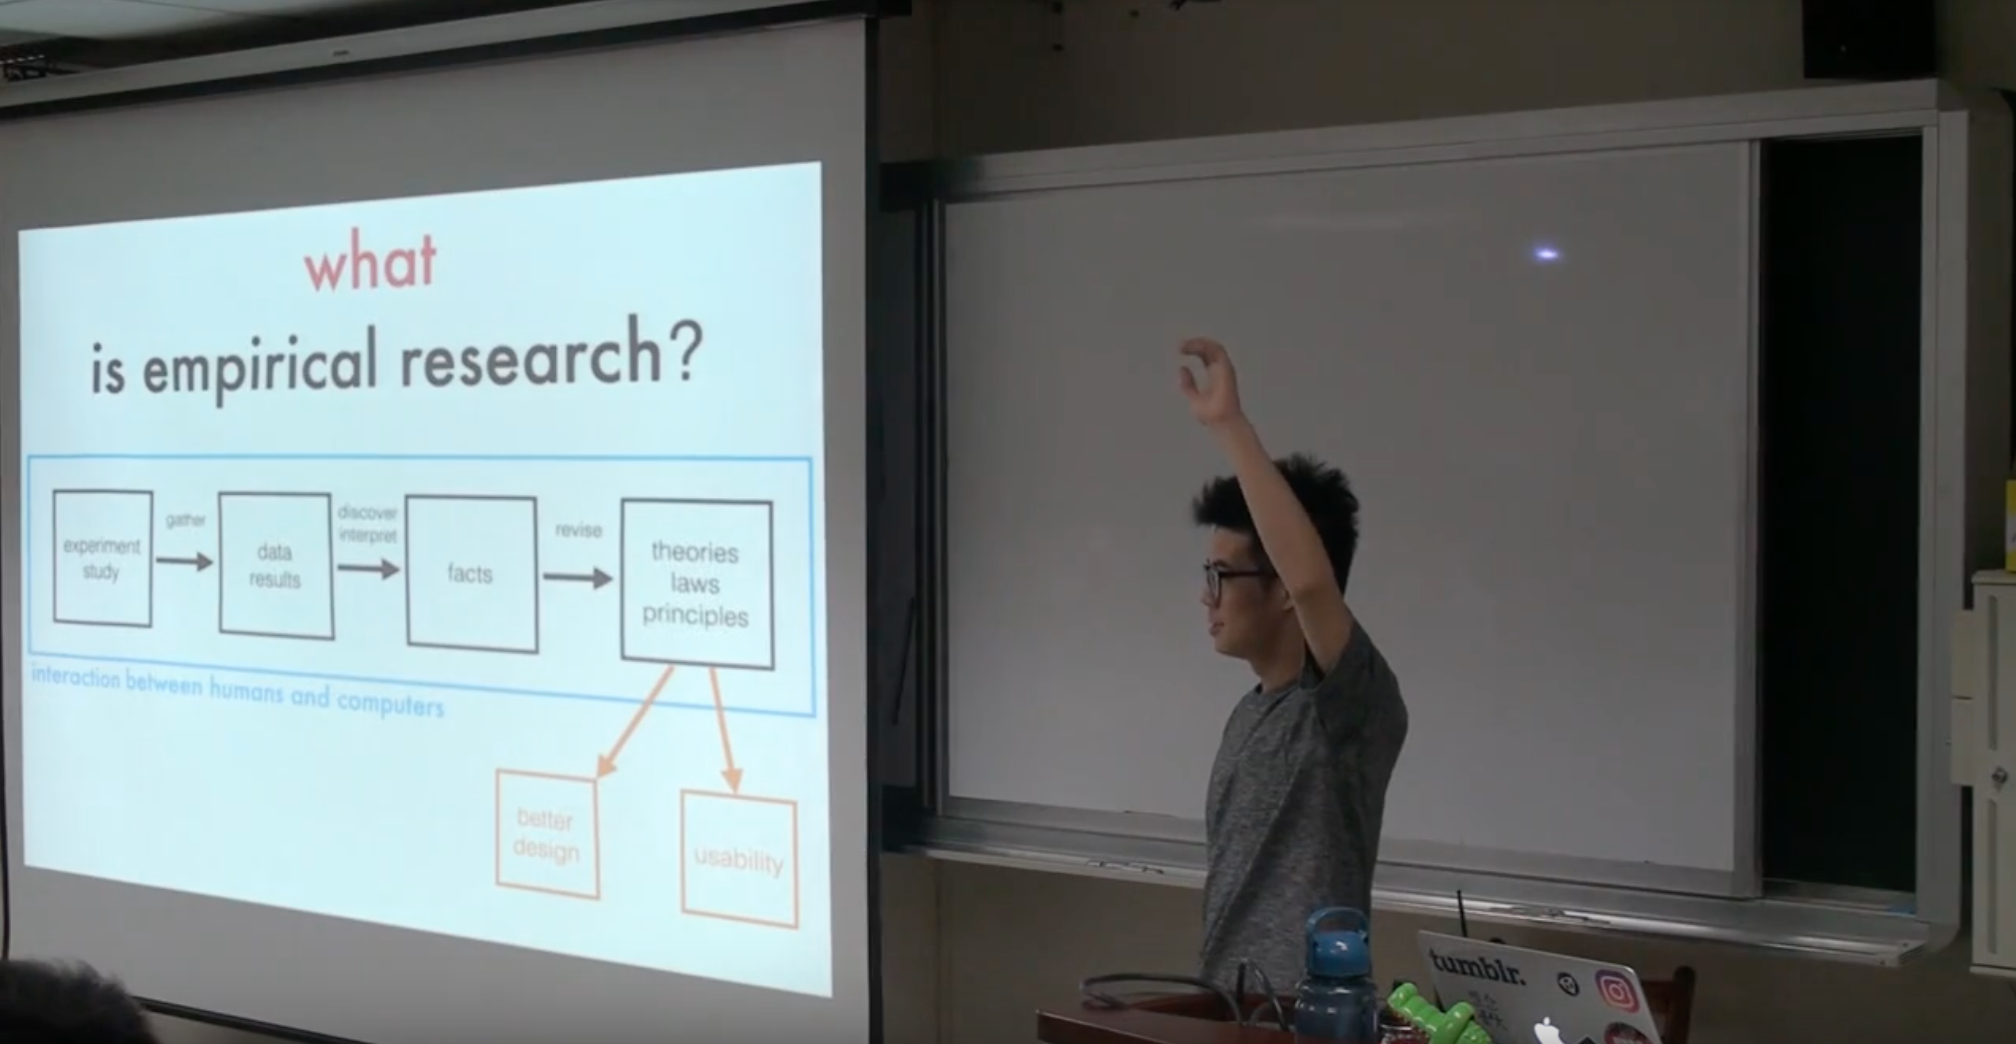 what
is empirical research?
experiment
study
gather
data
results
discover
interpret
facts
revise
theories
laws
principles
interaction between humans and computers
better
design
usability
tumblr.